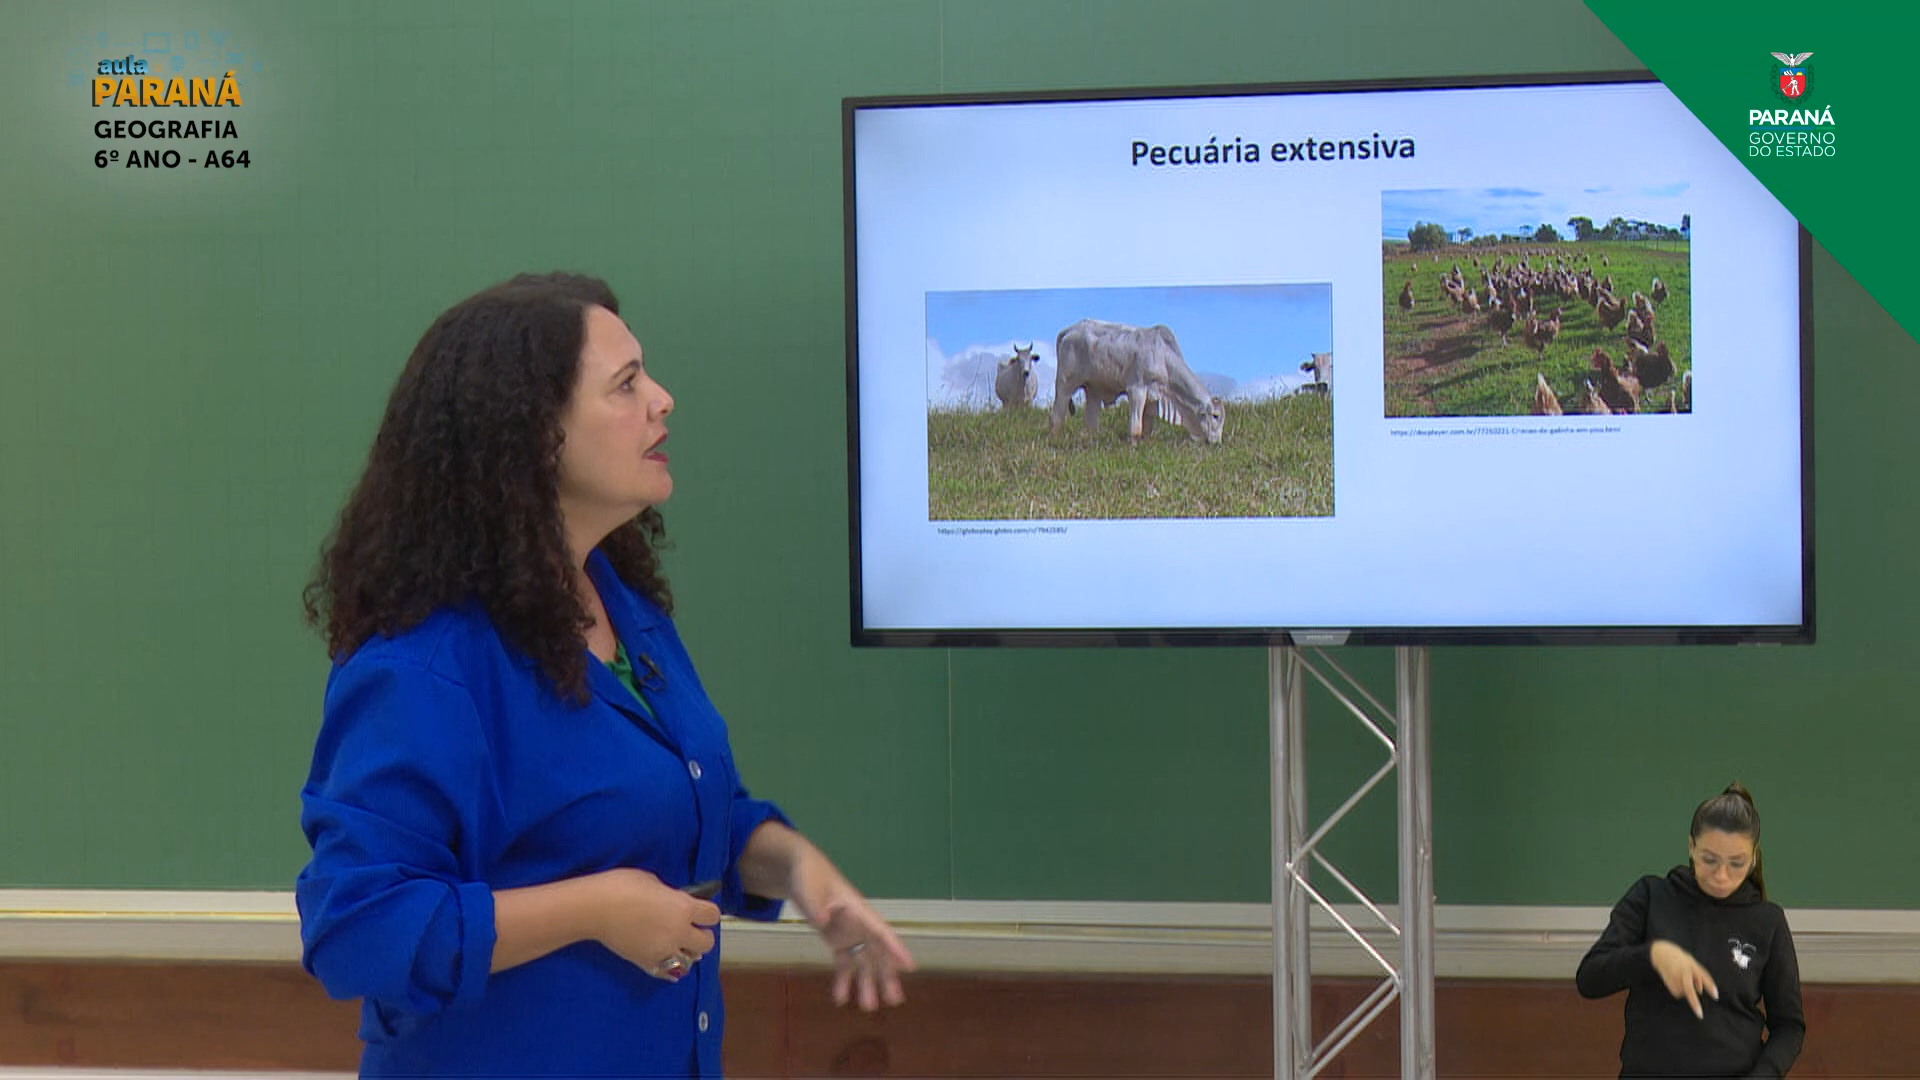 aula
PARANÁ
GEOGRAFIA
6º ANO - A64
PARANÁ
GOVERNO
DO ESTADO
Pecuária extensiva